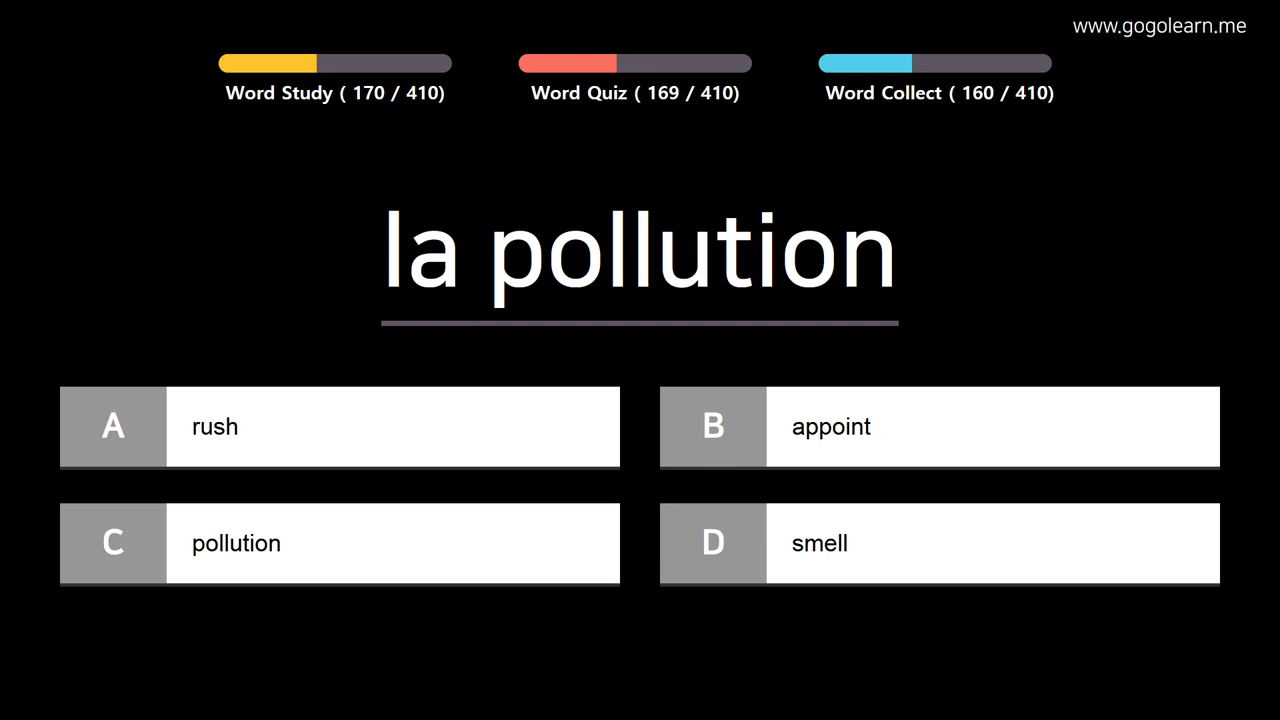 www.gogolearn.me
Word Study ( 170 / 410)
Word Quiz ( 169 / 410)
Word Collect ( 160 / 410)
la pollution
A rush
B appoint
C pollution
D smell